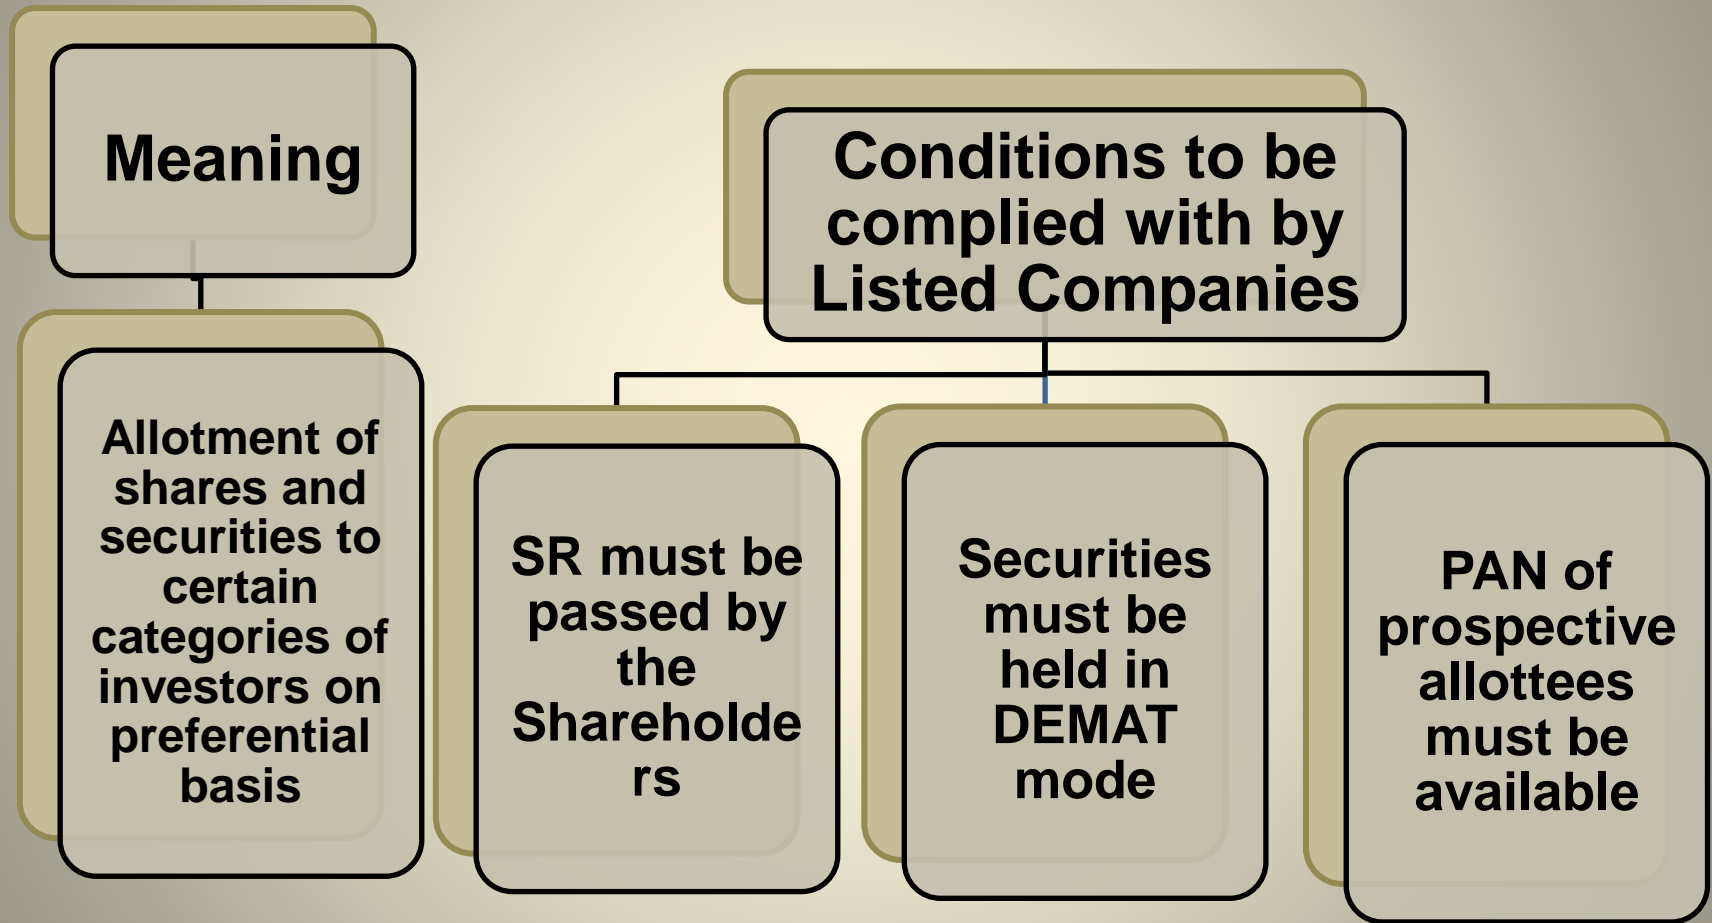 Meaning
Allotment of
shares and
securities to
certain
categories of
investors on
preferential
basis
Conditions to be
complied with by
Listed Companies
SR must be
passed by
the
Shareholde
rs
Securities
must be
held in
DEMAT
mode
PAN of
prospective
allottees
must be
available